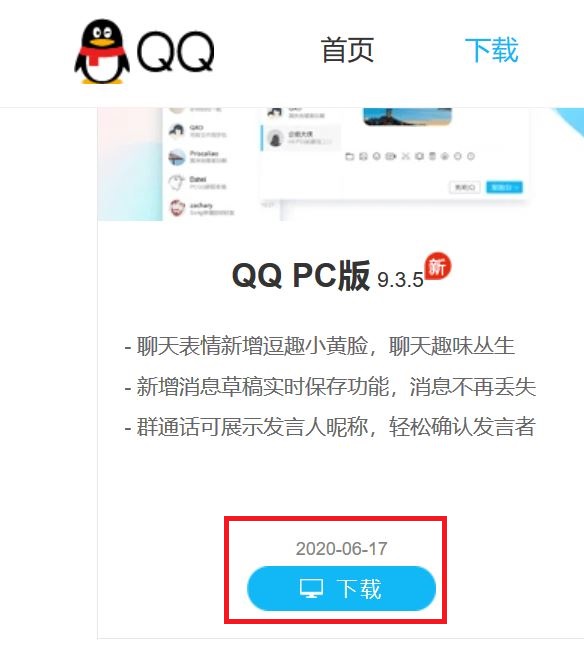 QQ
首页
下载
QQ PC版 9.3.5 新
- 聊天表情新增逗趣小黄脸，聊天趣味丛生
- 新增消息草稿实时保存功能，消息不再丢失
- 群通话可展示发言人昵称，轻松确认发言者
2020-06-17
下载